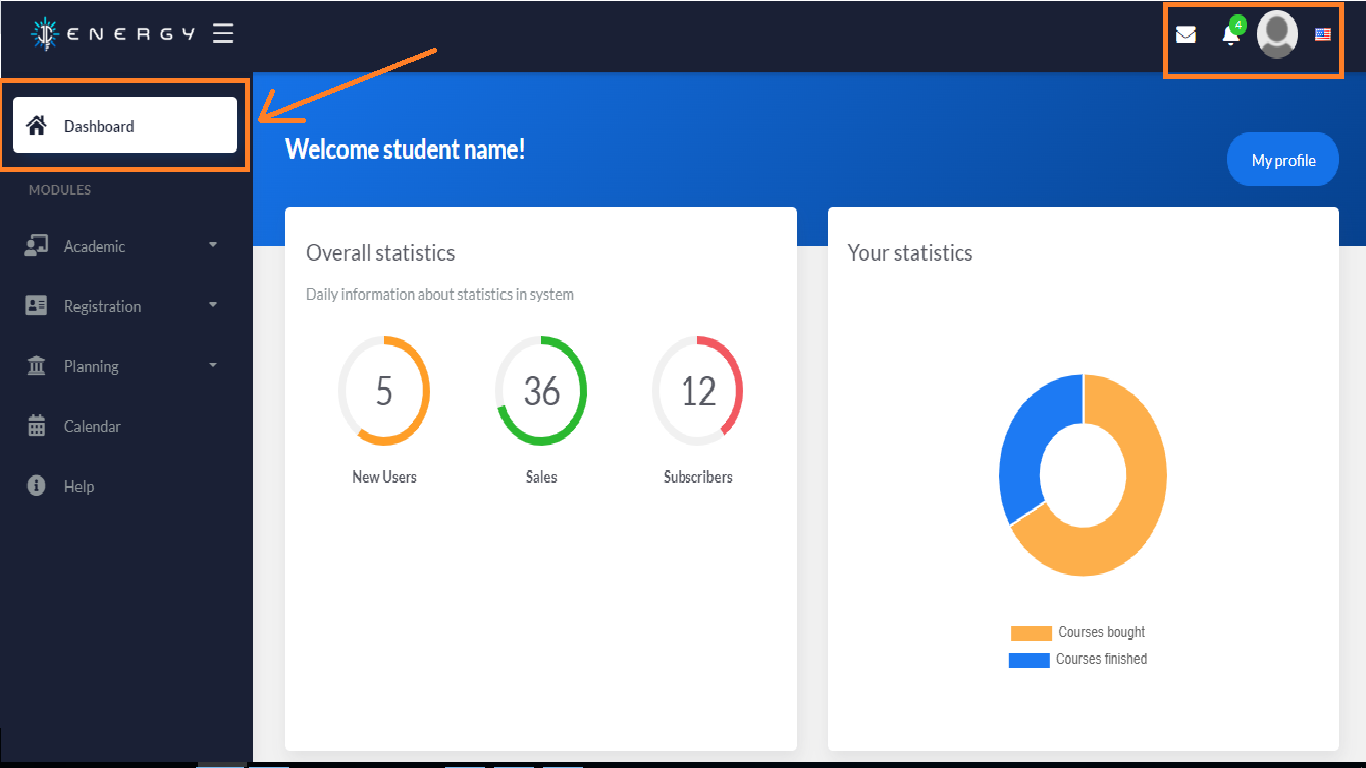 ENERGY
4
Dashboard
MODULES
Academic
Registration
Planning
Calendar
Help
Welcome student name!
My profile
Overall statistics
Daily information about statistics in system
5
36
12
New Users
Sales
Subscribers
Your statistics
Courses bought
Courses finished